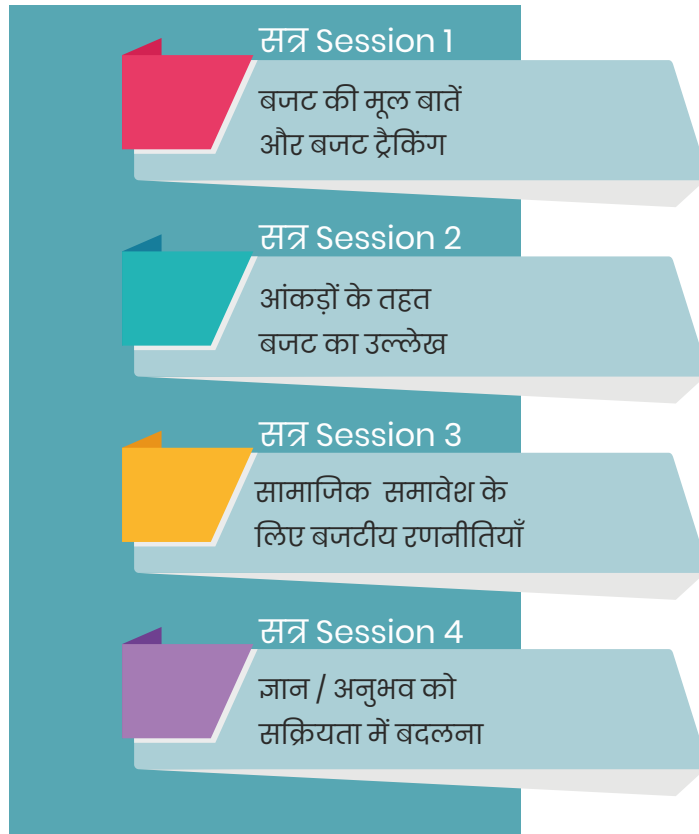 सत्र Session 1
बजट की मूल बातें
और बजट ट्रैकिंग
सत्र Session 2
आंकड़ों के तहत
बजट का उल्लेख
सत्र Session 3
सामाजिक समावेश के
लिए बजटीय रणनीतियाँ
सत्र Session 4
ज्ञान / अनुभव को
सक्रियता में बदलना